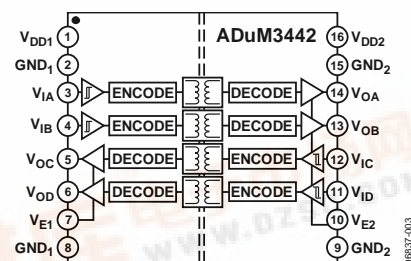 ADuM3442
VDD1 1 16 VDD2
GND1 2 15 GND2
VIA 3 ENCODE DECODE 14 VOA
VIB 4 ENCODE DECODE 13 VOB
VOC 5 DECODE ENCODE 12 VIC
VOD 6 DECODE ENCODE 11 VID
VE1 7 10 VE2
GND1 8 9 GND2
06837-003